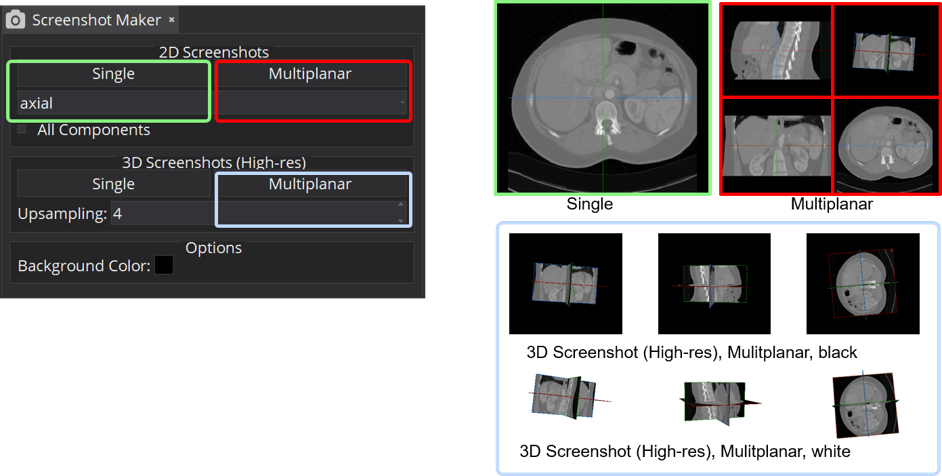 Screenshot Maker ×
2D Screenshots
Single Multiplanar
axial
All Components
3D Screenshots (High-res)
Single Multiplanar
Upsampling: 4
Options
Background Color:
Single Multiplanar
3D Screenshot (High-res), Mulitplanar, black
3D Screenshot (High-res), Mulitplanar, white